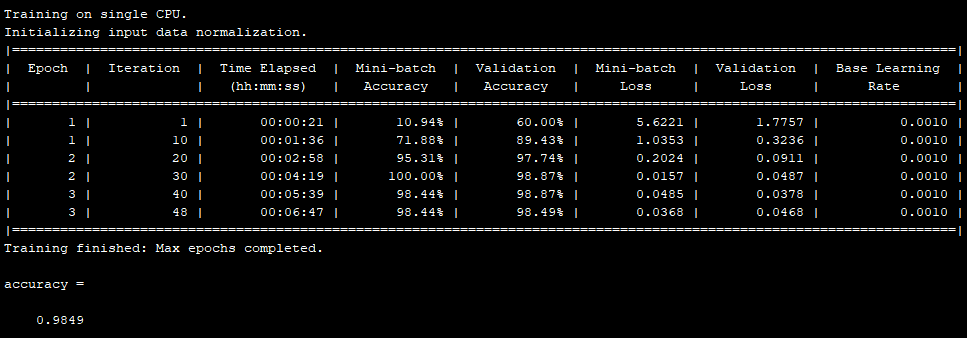 Training on single CPU.
Initializing input data normalization.
|======================================================================================================================|
|  Epoch  |  Iteration  |  Time Elapsed  |  Mini-batch  |  Validation  |  Mini-batch  |  Validation  |  Base Learning  |
|         |             |   (hh:mm:ss)   |   Accuracy   |   Accuracy   |     Loss     |     Loss     |      Rate       |
|======================================================================================================================|
|       1 |           1 |       00:00:21 |       10.94% |       60.00% |       5.6221 |       1.7757 |          0.0010 |
|       1 |          10 |       00:01:36 |       71.88% |       89.43% |       1.0353 |       0.3236 |          0.0010 |
|       2 |          20 |       00:02:58 |       95.31% |       97.74% |       0.2024 |       0.0911 |          0.0010 |
|       2 |          30 |       00:04:19 |      100.00% |       98.87% |       0.0157 |       0.0487 |          0.0010 |
|       3 |          40 |       00:05:39 |       98.44% |       98.87% |       0.0485 |       0.0378 |          0.0010 |
|       3 |          48 |       00:06:47 |       98.44% |       98.49% |       0.0368 |       0.0468 |          0.0010 |
|======================================================================================================================|
Training finished: Max epochs completed.
accuracy =
0.9849